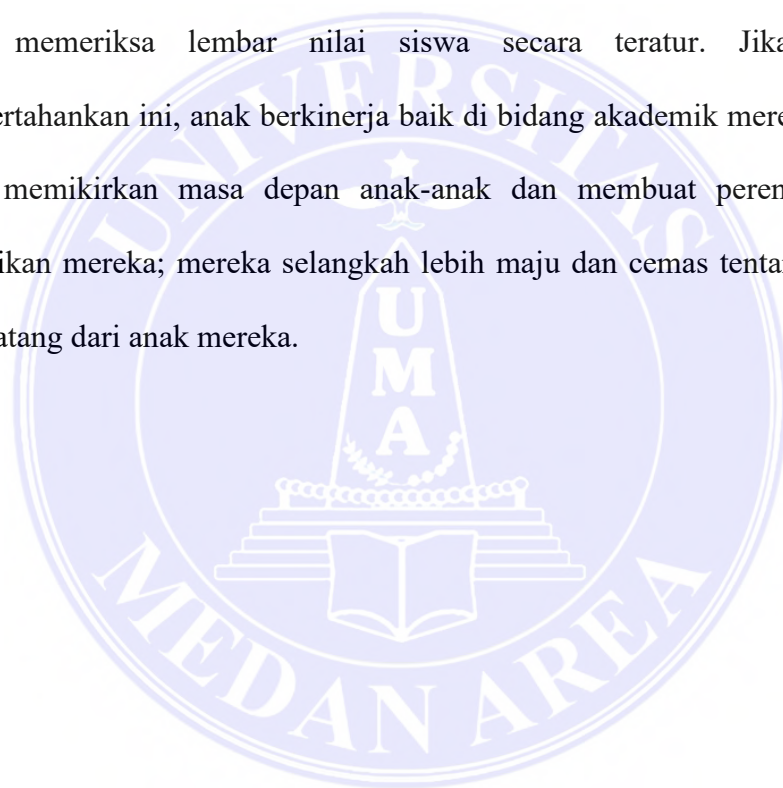 memeriksa lembar nilai siswa secara teratur. Jika
ertahankan ini, anak berkinerja baik di bidang akademik mere
memikirkan masa depan anak-anak dan membuat peren
ikan mereka; mereka selangkah lebih maju dan cemas tenta
atang dari anak mereka.
UNIVERSITAS
U
M
A
MEDAN AREA